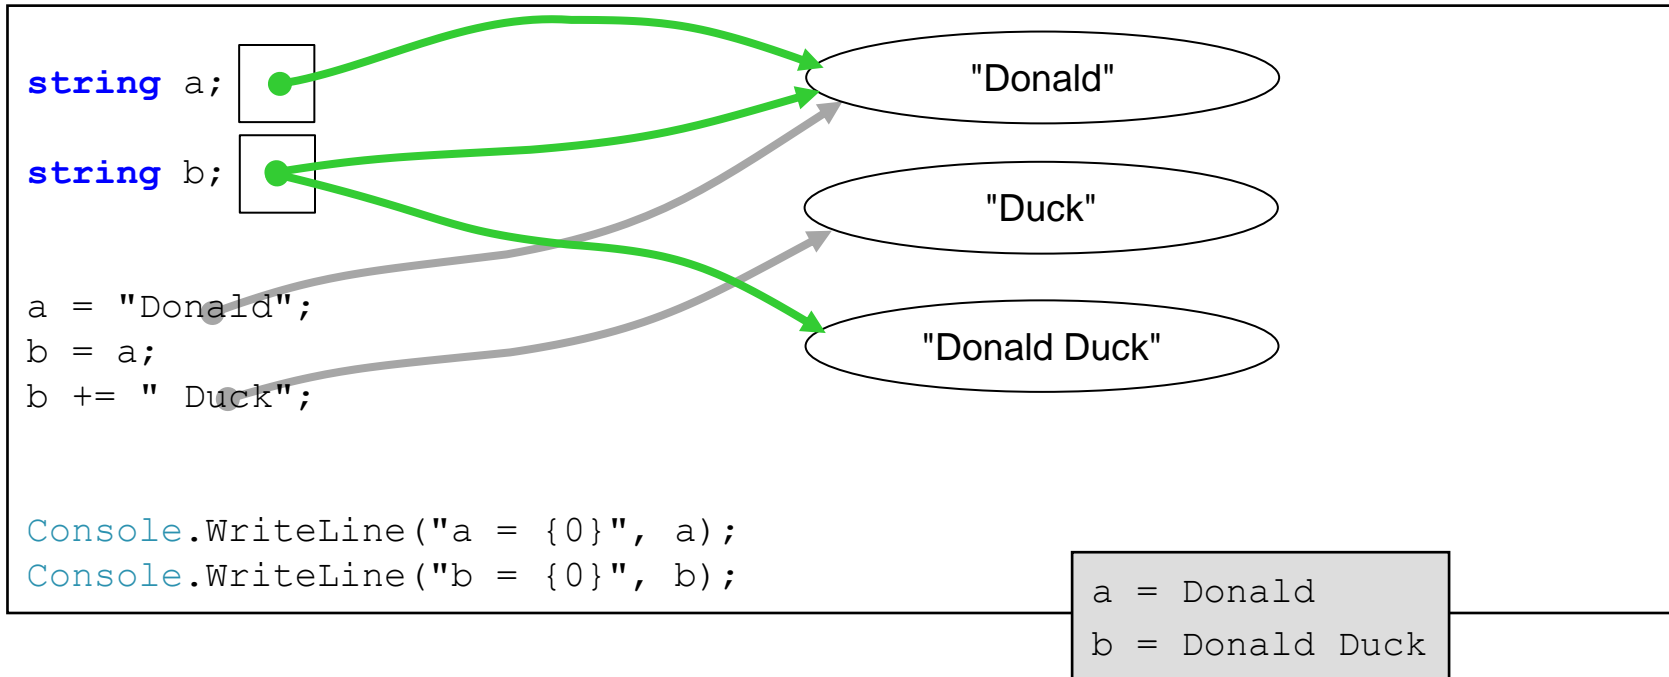 string a;
"Donald"
string b;
"Duck"
a = "Donald";
b = a;
"Donald Duck"
b += " Duck";
Console.WriteLine("a = {0}", a);
Console.WriteLine("b = {0}", b);
a = Donald
b = Donald Duck